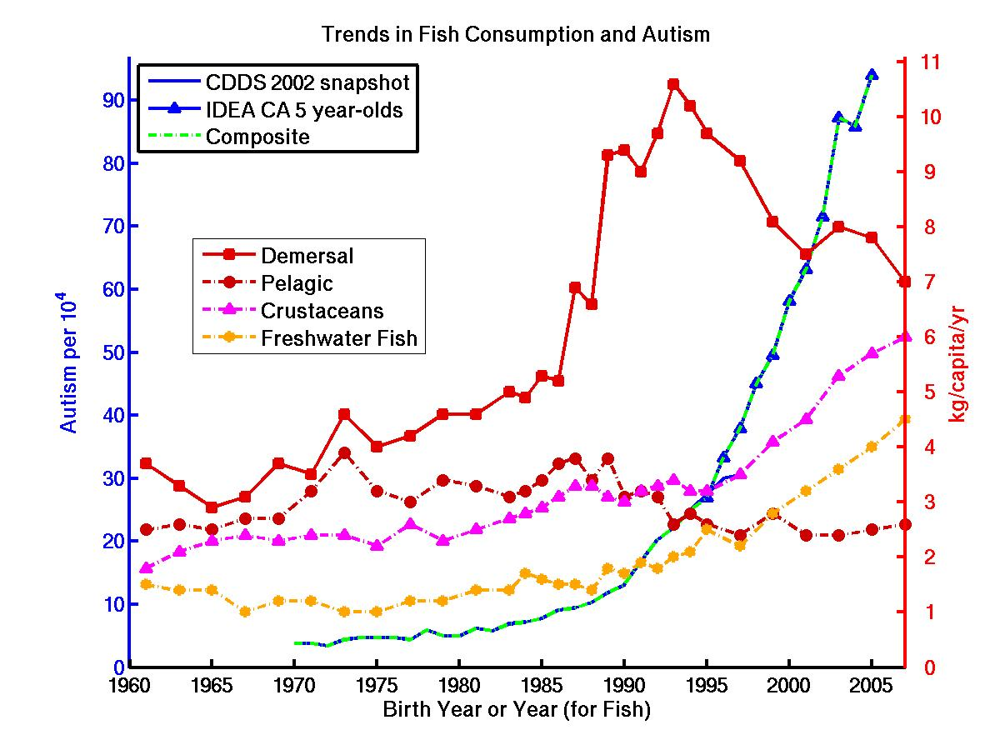 Trends in Fish Consumption and Autism
CDDS 2002 snapshot
IDEA CA 5 year-olds
Composite
Demersal
Pelagic
Crustaceans
Freshwater Fish
Autism per 10⁴
90
80
70
60
50
40
30
20
10
0
11
10
9
8
7
6
5
4
3
2
1
0
kg/capita/yr
1960 1965 1970 1975 1980 1985 1990 1995 2000 2005
Birth Year or Year (for Fish)